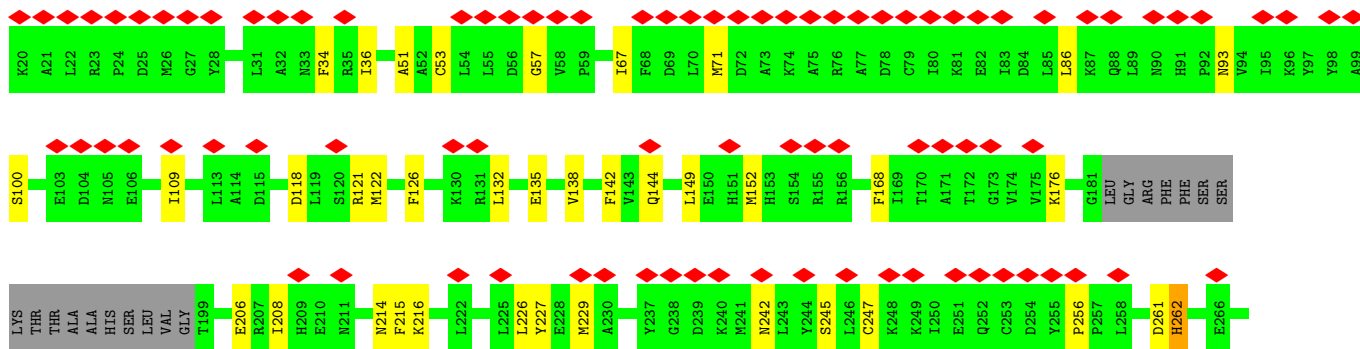 K20 A21 L22 R23 P24 D25 M26 G27 Y28 L31 A32 N33 F34 R35 I36 A51 A52 C53 L54 L55 D56 G57 V58 P59 I67 F68 D69 L70 M71 D72 A73 K74 A75 R76 A77 D78 C79 I80 K81 E82 I83 D84 L85 L86 K87 Q88 L89 N90 H91 P92 N93 V94 I95 K96 Y97 Y98 A99
S100 E103 D104 N105 E106 I109 L113 A114 D115 D118 L119 S120 R121 M122 F126 K130 R131 L132 E135 V138 F142 V143 Q144 L149 E150 H151 M152 H153 S154 R155 R156 F168 I169 T170 A171 T172 G173 V174 V175 K176 G181 LEU GLY ARG PHE PHE SER SER
LYS THR THR ALA ALA HIS SER LEU VAL GLY T199 E206 R207 I208 H209 E210 N211 N214 F215 K216 L222 L225 L226 Y227 E228 M229 A230 Y237 G238 D239 K240 M241 N242 L243 Y244 S245 L246 C247 K248 K249 I250 E251 Q252 C253 D254 Y255 P256 P257 L258 D261 H262 E266